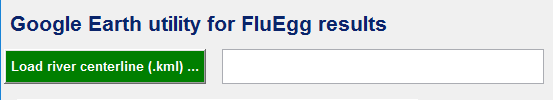 Google Earth utility for FluEgg results
Load river centerline (.kml) ...